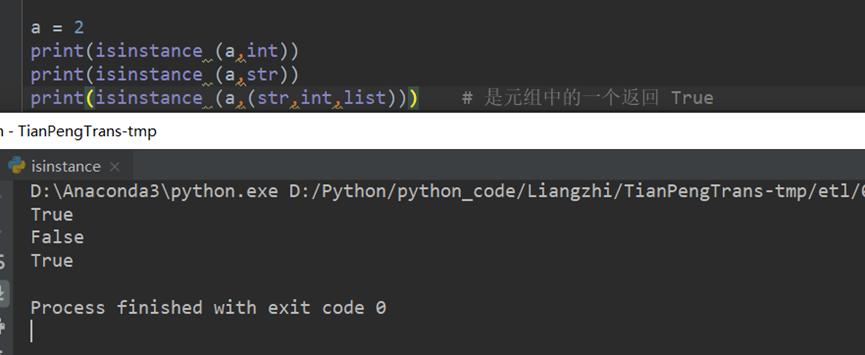 a = 2
print(isinstance (a,int))
print(isinstance (a,str))
print(isinstance (a,(str,int,list)))    # 是元组中的一个返回 True
- TianPengTrans-tmp
isinstance ×
D:\Anaconda3\python.exe D:/Python/python_code/Liangzhi/TianPengTrans-tmp/etl/
True
False
True
Process finished with exit code 0